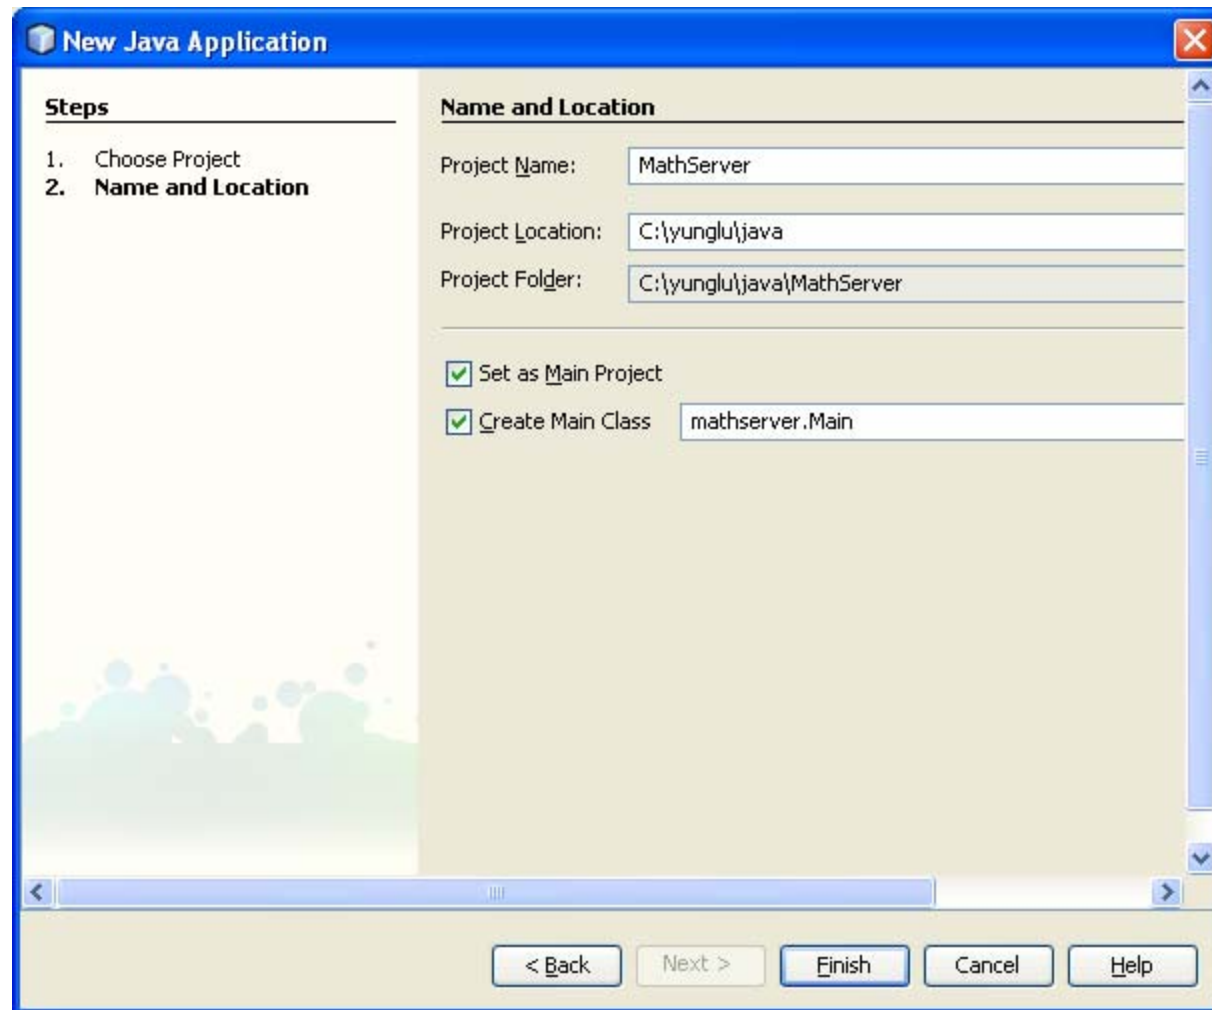 New Java Application
Steps
1. Choose Project
2. Name and Location
Name and Location
Project Name: MathServer
Project Location: C:\yunglu\java
Project Folder: C:\yunglu\java\MathServer
Set as Main Project
Create Main Class mathserver.Main
< Back Next > Finish Cancel Help